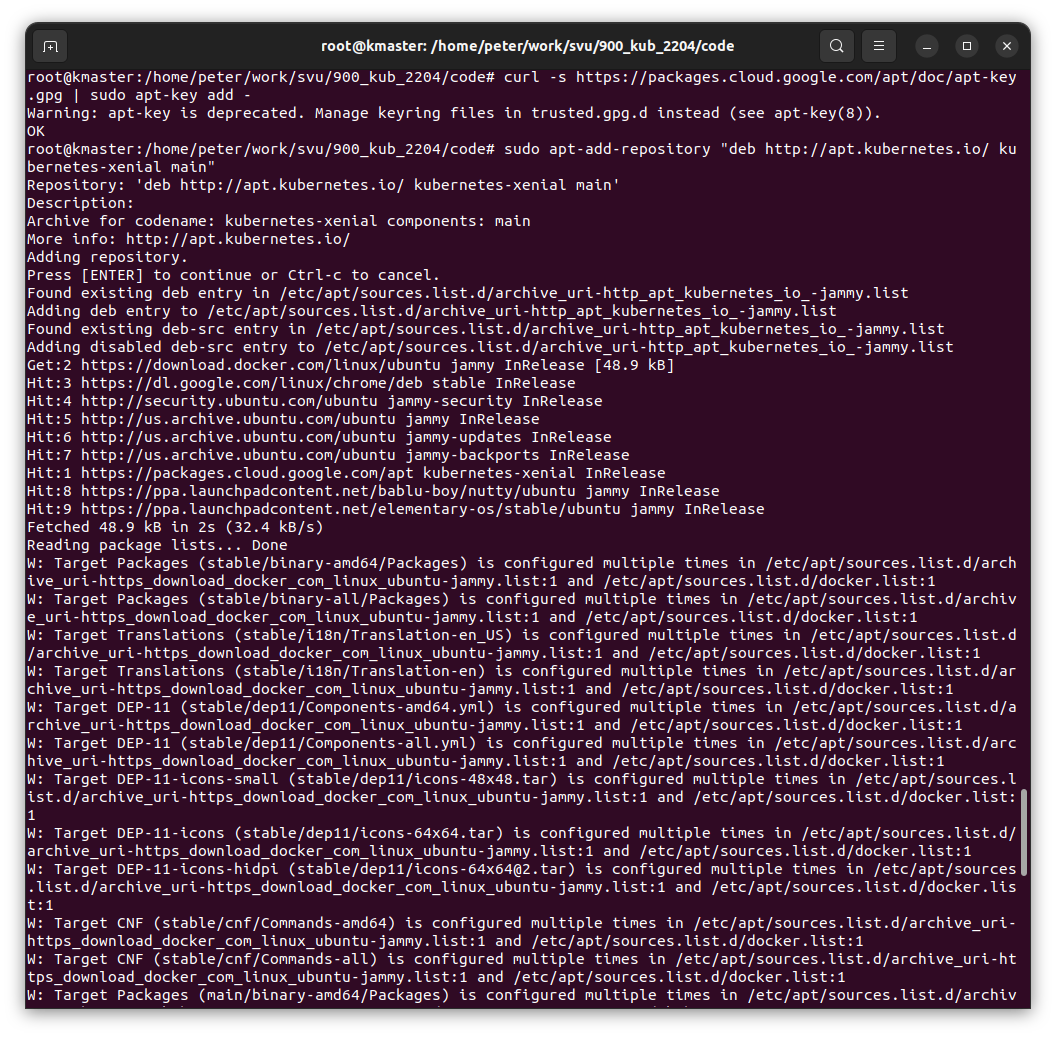 root@kmaster: /home/peter/work/svu/900_kub_2204/code
root@kmaster:/home/peter/work/svu/900_kub_2204/code# curl -s https://packages.cloud.google.com/apt/doc/apt-key
.gpg | sudo apt-key add -
Warning: apt-key is deprecated. Manage keyring files in trusted.gpg.d instead (see apt-key(8)).
OK
root@kmaster:/home/peter/work/svu/900_kub_2204/code# sudo apt-add-repository "deb http://apt.kubernetes.io/ ku
bernetes-xenial main"
Repository: 'deb http://apt.kubernetes.io/ kubernetes-xenial main'
Description:
Archive for codename: kubernetes-xenial components: main
More info: http://apt.kubernetes.io/
Adding repository.
Press [ENTER] to continue or Ctrl-c to cancel.
Found existing deb entry in /etc/apt/sources.list.d/archive_uri-http_apt_kubernetes_io_-jammy.list
Adding deb entry to /etc/apt/sources.list.d/archive_uri-http_apt_kubernetes_io_-jammy.list
Found existing deb-src entry in /etc/apt/sources.list.d/archive_uri-http_apt_kubernetes_io_-jammy.list
Adding disabled deb-src entry to /etc/apt/sources.list.d/archive_uri-http_apt_kubernetes_io_-jammy.list
Get:2 https://download.docker.com/linux/ubuntu jammy InRelease [48.9 kB]
Hit:3 https://dl.google.com/linux/chrome/deb stable InRelease
Hit:4 http://security.ubuntu.com/ubuntu jammy-security InRelease
Hit:5 http://us.archive.ubuntu.com/ubuntu jammy InRelease
Hit:6 http://us.archive.ubuntu.com/ubuntu jammy-updates InRelease
Hit:7 http://us.archive.ubuntu.com/ubuntu jammy-backports InRelease
Hit:1 https://packages.cloud.google.com/apt kubernetes-xenial InRelease
Hit:8 https://ppa.launchpadcontent.net/bablu-boy/nutty/ubuntu jammy InRelease
Hit:9 https://ppa.launchpadcontent.net/elementary-os/stable/ubuntu jammy InRelease
Fetched 48.9 kB in 2s (32.4 kB/s)
Reading package lists... Done
W: Target Packages (stable/binary-amd64/Packages) is configured multiple times in /etc/apt/sources.list.d/arch
ive_uri-https_download_docker_com_linux_ubuntu-jammy.list:1 and /etc/apt/sources.list.d/docker.list:1
W: Target Packages (stable/binary-all/Packages) is configured multiple times in /etc/apt/sources.list.d/archiv
e_uri-https_download_docker_com_linux_ubuntu-jammy.list:1 and /etc/apt/sources.list.d/docker.list:1
W: Target Translations (stable/i18n/Translation-en_US) is configured multiple times in /etc/apt/sources.list.d
/archive_uri-https_download_docker_com_linux_ubuntu-jammy.list:1 and /etc/apt/sources.list.d/docker.list:1
W: Target Translations (stable/i18n/Translation-en) is configured multiple times in /etc/apt/sources.list.d/ar
chive_uri-https_download_docker_com_linux_ubuntu-jammy.list:1 and /etc/apt/sources.list.d/docker.list:1
W: Target DEP-11 (stable/dep11/Components-amd64.yml) is configured multiple times in /etc/apt/sources.list.d/a
rchive_uri-https_download_docker_com_linux_ubuntu-jammy.list:1 and /etc/apt/sources.list.d/docker.list:1
W: Target DEP-11 (stable/dep11/Components-all.yml) is configured multiple times in /etc/apt/sources.list.d/arc
hive_uri-https_download_docker_com_linux_ubuntu-jammy.list:1 and /etc/apt/sources.list.d/docker.list:1
W: Target DEP-11-icons-small (stable/dep11/icons-48x48.tar) is configured multiple times in /etc/apt/sources.l
ist.d/archive_uri-https_download_docker_com_linux_ubuntu-jammy.list:1 and /etc/apt/sources.list.d/docker.list:
1
W: Target DEP-11-icons (stable/dep11/icons-64x64.tar) is configured multiple times in /etc/apt/sources.list.d/
archive_uri-https_download_docker_com_linux_ubuntu-jammy.list:1 and /etc/apt/sources.list.d/docker.list:1
W: Target DEP-11-icons-hidpi (stable/dep11/icons-64x64@2.tar) is configured multiple times in /etc/apt/sources
.list.d/archive_uri-https_download_docker_com_linux_ubuntu-jammy.list:1 and /etc/apt/sources.list.d/docker.lis
t:1
W: Target CNF (stable/cnf/Commands-amd64) is configured multiple times in /etc/apt/sources.list.d/archive_uri-
https_download_docker_com_linux_ubuntu-jammy.list:1 and /etc/apt/sources.list.d/docker.list:1
W: Target CNF (stable/cnf/Commands-all) is configured multiple times in /etc/apt/sources.list.d/archive_uri-ht
tps_download_docker_com_linux_ubuntu-jammy.list:1 and /etc/apt/sources.list.d/docker.list:1
W: Target Packages (main/binary-amd64/Packages) is configured multiple times in /etc/apt/sources.list.d/archiv